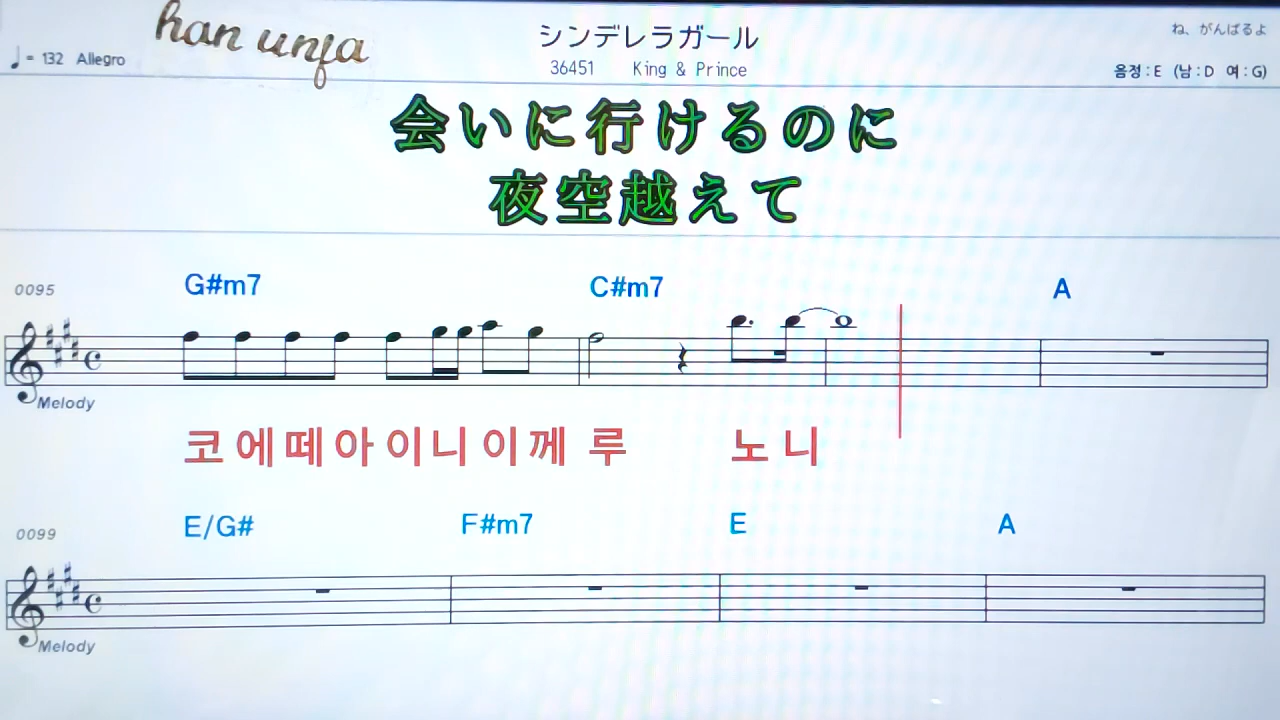 han unja
シンデレラガール
ね、がんばるよ
♩= 132 Allegro
36451 King & Prince
음정:E (남:D 여:G)
会いに行けるのに
夜空越えて
G#m7 C#m7 A
0095
Melody
코에떼아이니이께루 노니
E/G# F#m7 E A
0099
Melody